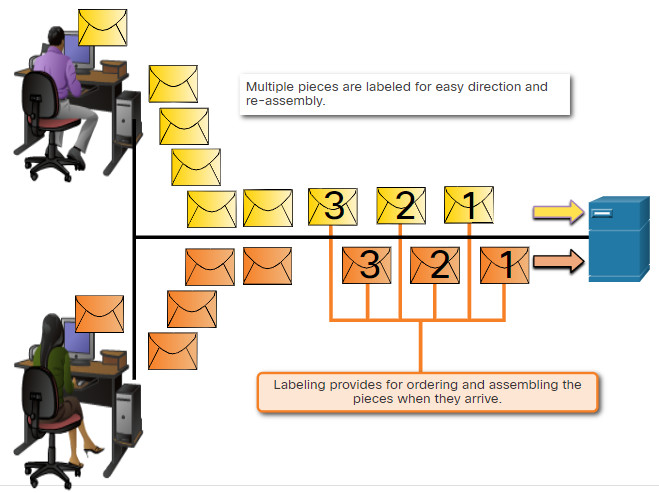 Multiple pieces are labeled for easy direction and
re-assembly.
3 2 1
3 2 1
Labeling provides for ordering and assembling the
pieces when they arrive.